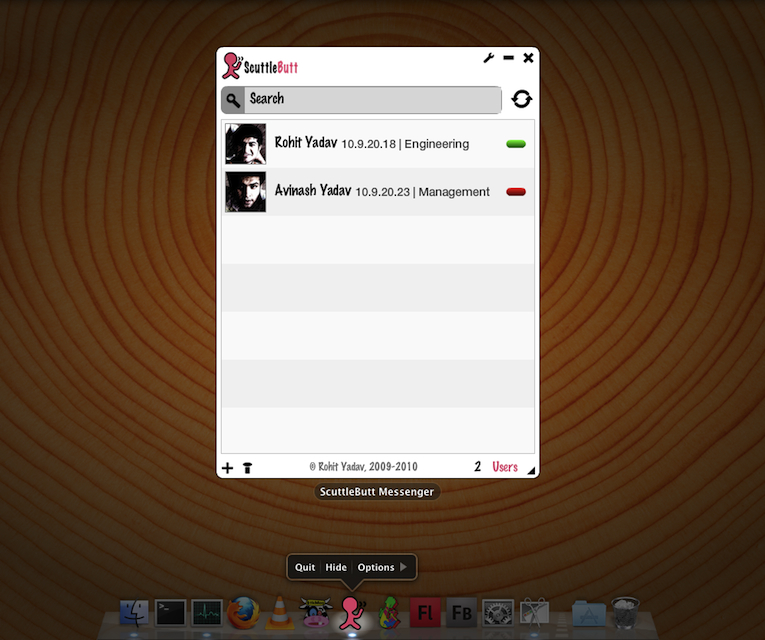 ScuttleButt
Search
Rohit Yadav 10.9.20.18 | Engineering
Avinash Yadav 10.9.20.23 | Management
© Rohit Yadav, 2009-2010 2 Users
ScuttleButt Messenger
Quit Hide Options
>_ Fl FB